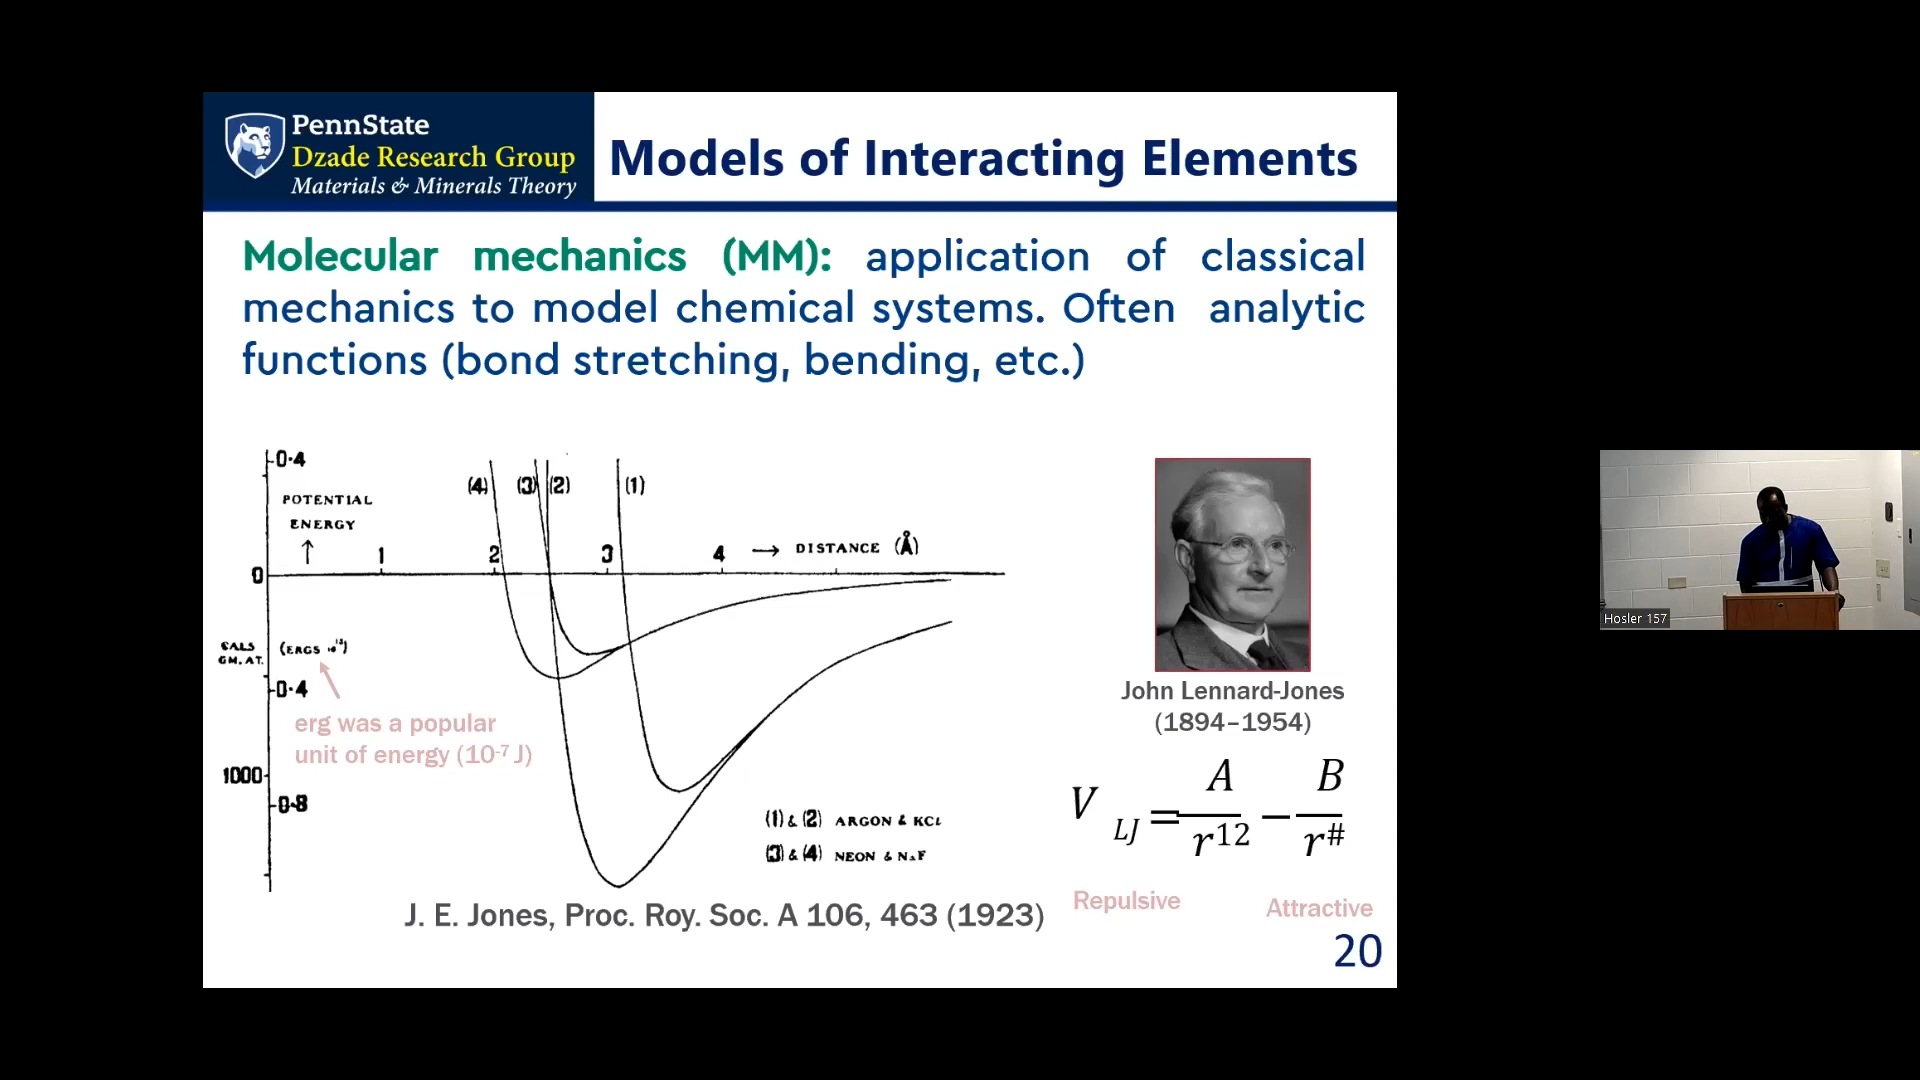 PennState
Dzade Research Group
Materials & Minerals Theory
Models of Interacting Elements
Molecular mechanics (MM): application of classical
mechanics to model chemical systems. Often analytic
functions (bond stretching, bending, etc.)
0·4
(4) (3) (2) (1)
POTENTIAL
ENERGY
↑ 1 2 3 4 → DISTANCE (Å)
0
CALS
GM. AT.
(ERGS 10¹³)
0·4
erg was a popular
unit of energy (10⁻⁷ J)
1000
0·8
(1) & (2) ARGON & KCl
(3) & (4) NEON & NaF
J. E. Jones, Proc. Roy. Soc. A 106, 463 (1923)
John Lennard-Jones
(1894–1954)
V_LJ = A/r¹² − B/r^#
Repulsive Attractive
20
Hosler 157